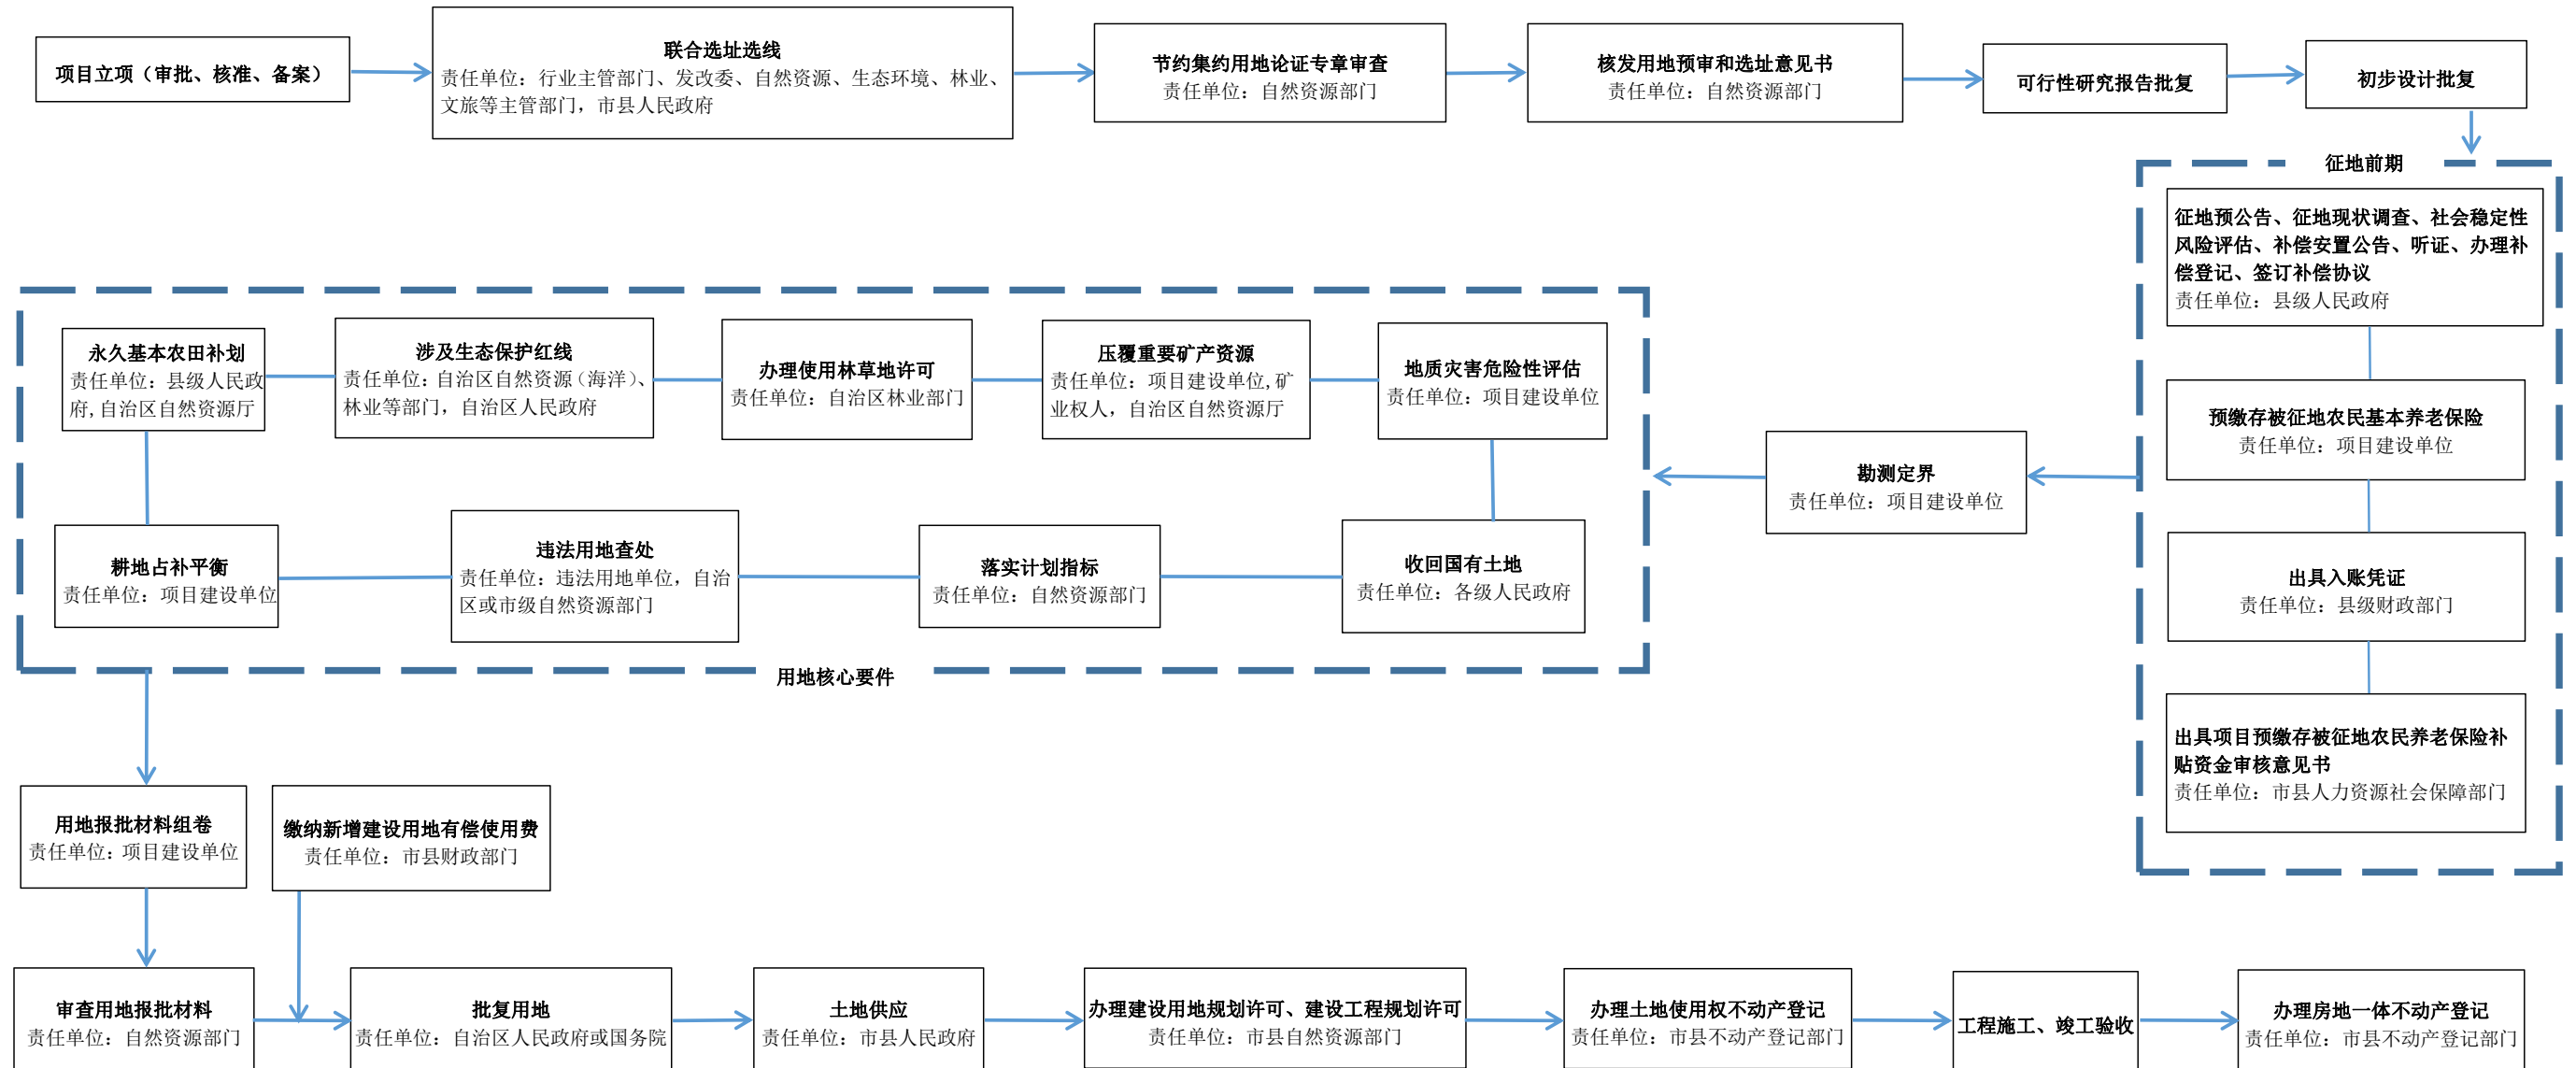 项目立项（审批、核准、备案）
联合选址选线
责任单位：行业主管部门、发改委、自然资源、生态环境、林业、
文旅等主管部门，市县人民政府
节约集约用地论证专章审查
责任单位：自然资源部门
核发用地预审和选址意见书
责任单位：自然资源部门
可行性研究报告批复
初步设计批复
征地前期
征地预公告、征地现状调查、社会稳定性
风险评估、补偿安置公告、听证、办理补
偿登记、签订补偿协议
责任单位：县级人民政府
预缴存被征地农民基本养老保险
责任单位：项目建设单位
出具入账凭证
责任单位：县级财政部门
出具项目预缴存被征地农民养老保险补
贴资金审核意见书
责任单位：市县人力资源社会保障部门
勘测定界
责任单位：项目建设单位
永久基本农田补划
责任单位：县级人民政
府,自治区自然资源厅
涉及生态保护红线
责任单位：自治区自然资源（海洋）、
林业等部门，自治区人民政府
办理使用林草地许可
责任单位：自治区林业部门
压覆重要矿产资源
责任单位：项目建设单位,矿
业权人，自治区自然资源厅
地质灾害危险性评估
责任单位：项目建设单位
耕地占补平衡
责任单位：项目建设单位
违法用地查处
责任单位：违法用地单位，自治
区或市级自然资源部门
落实计划指标
责任单位：自然资源部门
收回国有土地
责任单位：各级人民政府
用地核心要件
用地报批材料组卷
责任单位：项目建设单位
缴纳新增建设用地有偿使用费
责任单位：市县财政部门
审查用地报批材料
责任单位：自然资源部门
批复用地
责任单位：自治区人民政府或国务院
土地供应
责任单位：市县人民政府
办理建设用地规划许可、建设工程规划许可
责任单位：市县自然资源部门
办理土地使用权不动产登记
责任单位：市县不动产登记部门
工程施工、竣工验收
办理房地一体不动产登记
责任单位：市县不动产登记部门